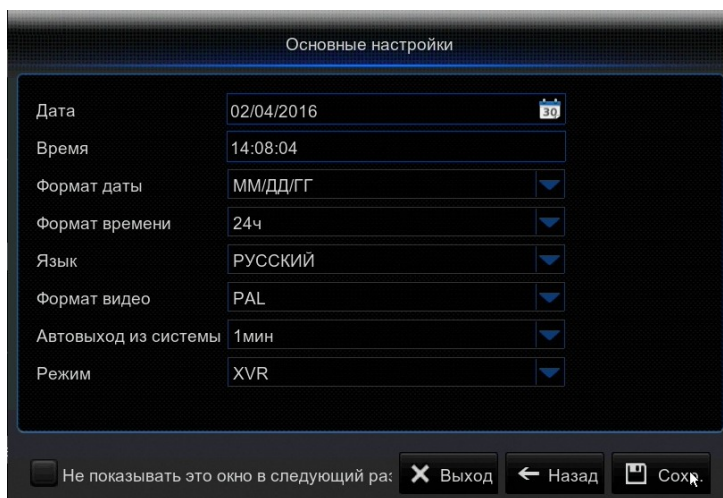 Основные настройки
Дата 02/04/2016 30
Время 14:08:04
Формат даты ММ/ДД/ГГ
Формат времени 24ч
Язык РУССКИЙ
Формат видео PAL
Автовыход из системы 1мин
Режим XVR
Не показывать это окно в следующий раз Выход Назад Сохр.